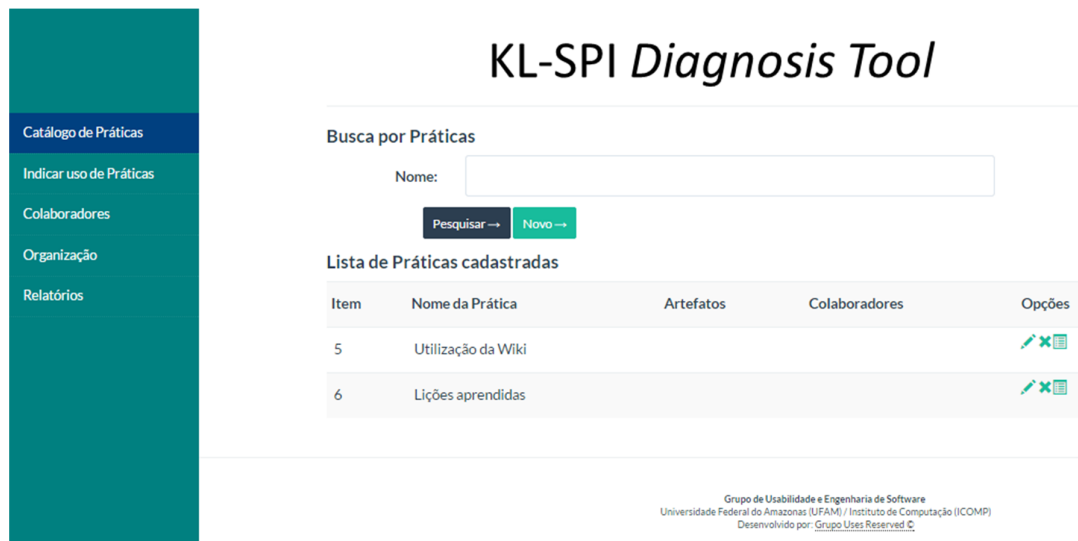 KL-SPI Diagnosis Tool
Catálogo de Práticas
Indicar uso de Práticas
Colaboradores
Organização
Relatórios
Busca por Práticas
Nome:
Pesquisar→ Novo→
Lista de Práticas cadastradas
Item Nome da Prática Artefatos Colaboradores Opções
5 Utilização da Wiki
6 Lições aprendidas
Grupo de Usabilidade e Engenharia de Software
Universidade Federal do Amazonas (UFAM) / Instituto de Computação (ICOMP)
Desenvolvido por: Grupo Uses Reserved ©